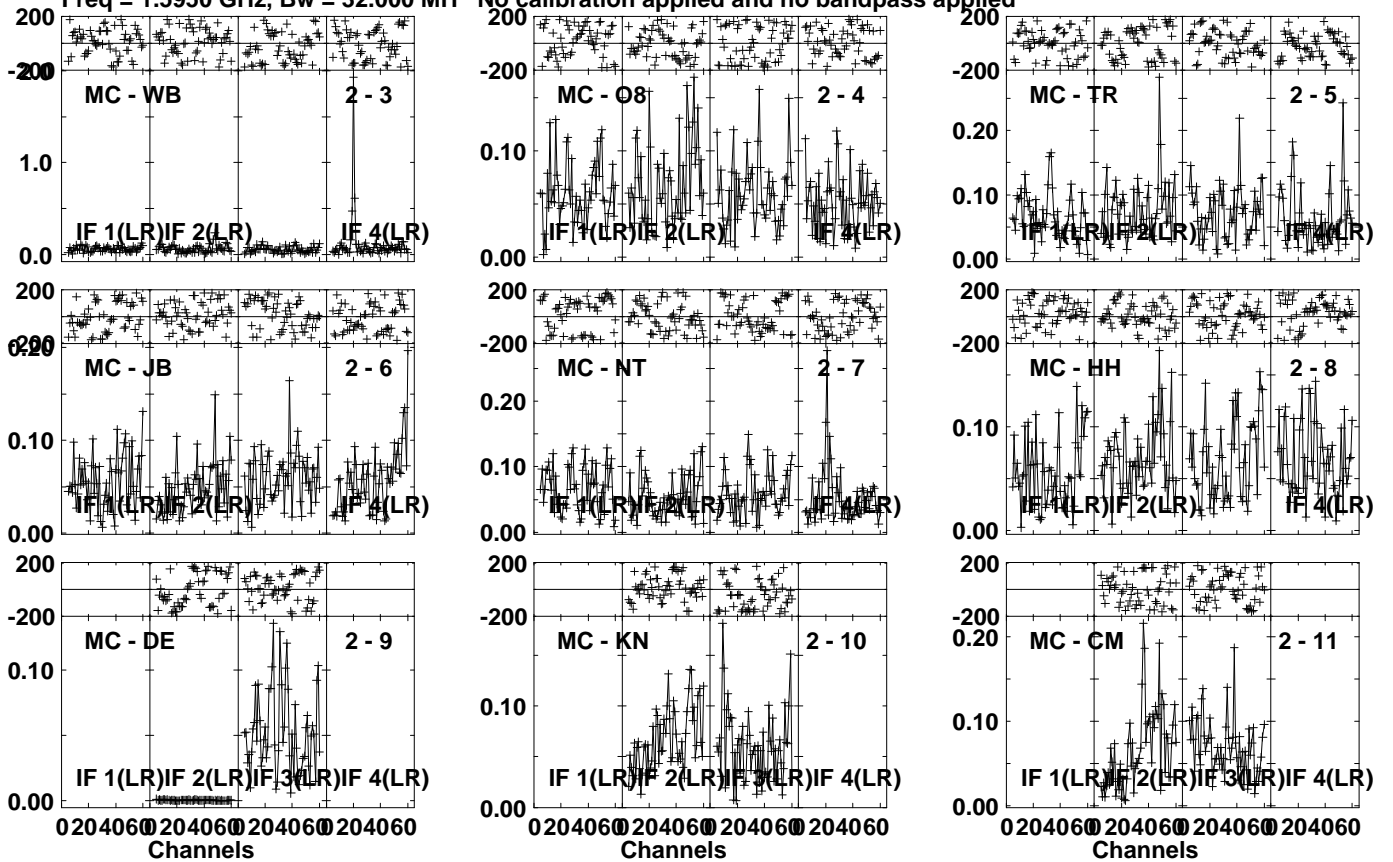 Freq = 1.5950 GHz, Bw = 32.000 MH No calibration applied and no bandpass applied
200 200 200
-200 -200 -200
2.0
MC - WB 2 - 3 MC - O8 2 - 4 MC - TR 2 - 5
1.0 0.10 0.20
0.10
IF 1(LR) IF 2(LR) IF 4(LR) IF 1(LR) IF 2(LR) IF 4(LR) IF 1(LR) IF 2(LR) IF 4(LR)
0.0 0.00 0.00
200 200 200
-200 -200 -200
0.20
MC - JB 2 - 6 MC - NT 2 - 7 MC - HH 2 - 8
0.20
0.10 0.10 0.10
IF 1(LR) IF 2(LR) IF 4(LR) IF 1(LR) IF 2(LR) IF 4(LR) IF 1(LR) IF 2(LR) IF 4(LR)
0.00 0.00 0.00
200 200 200
-200 -200 -200
MC - DE 2 - 9 MC - KN 2 - 10 MC - CM 2 - 11
0.20
0.10 0.10 0.10
IF 1(LR) IF 2(LR) IF 3(LR) IF 4(LR) IF 1(LR) IF 2(LR) IF 3(LR) IF 4(LR) IF 1(LR) IF 2(LR) IF 3(LR) IF 4(LR)
0.00 0.00 0.00
0 20 40 60 0 20 40 60 0 20 40 60 0 20 40 60 0 20 40 60 0 20 40 60 0 20 40 60 0 20 40 60 0 20 40 60 0 20 40 60 0 20 40 60 0 20 40 60
Channels Channels Channels